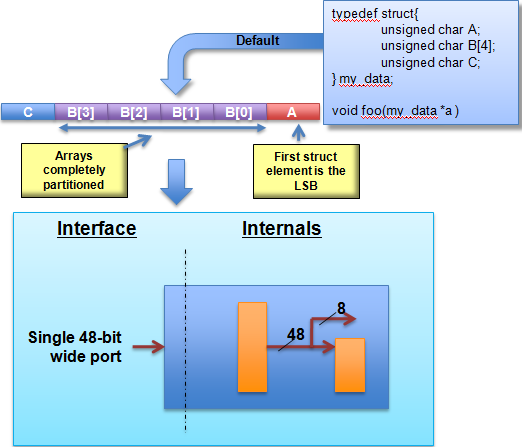 typedef struct{
unsigned char A;
unsigned char B[4];
unsigned char C;
} my_data;
void foo(my_data *a )
Default
C B[3] B[2] B[1] B[0] A
Arrays
completely
partitioned
First struct
element is the
LSB
Interface
Internals
Single 48-bit
wide port
48
8